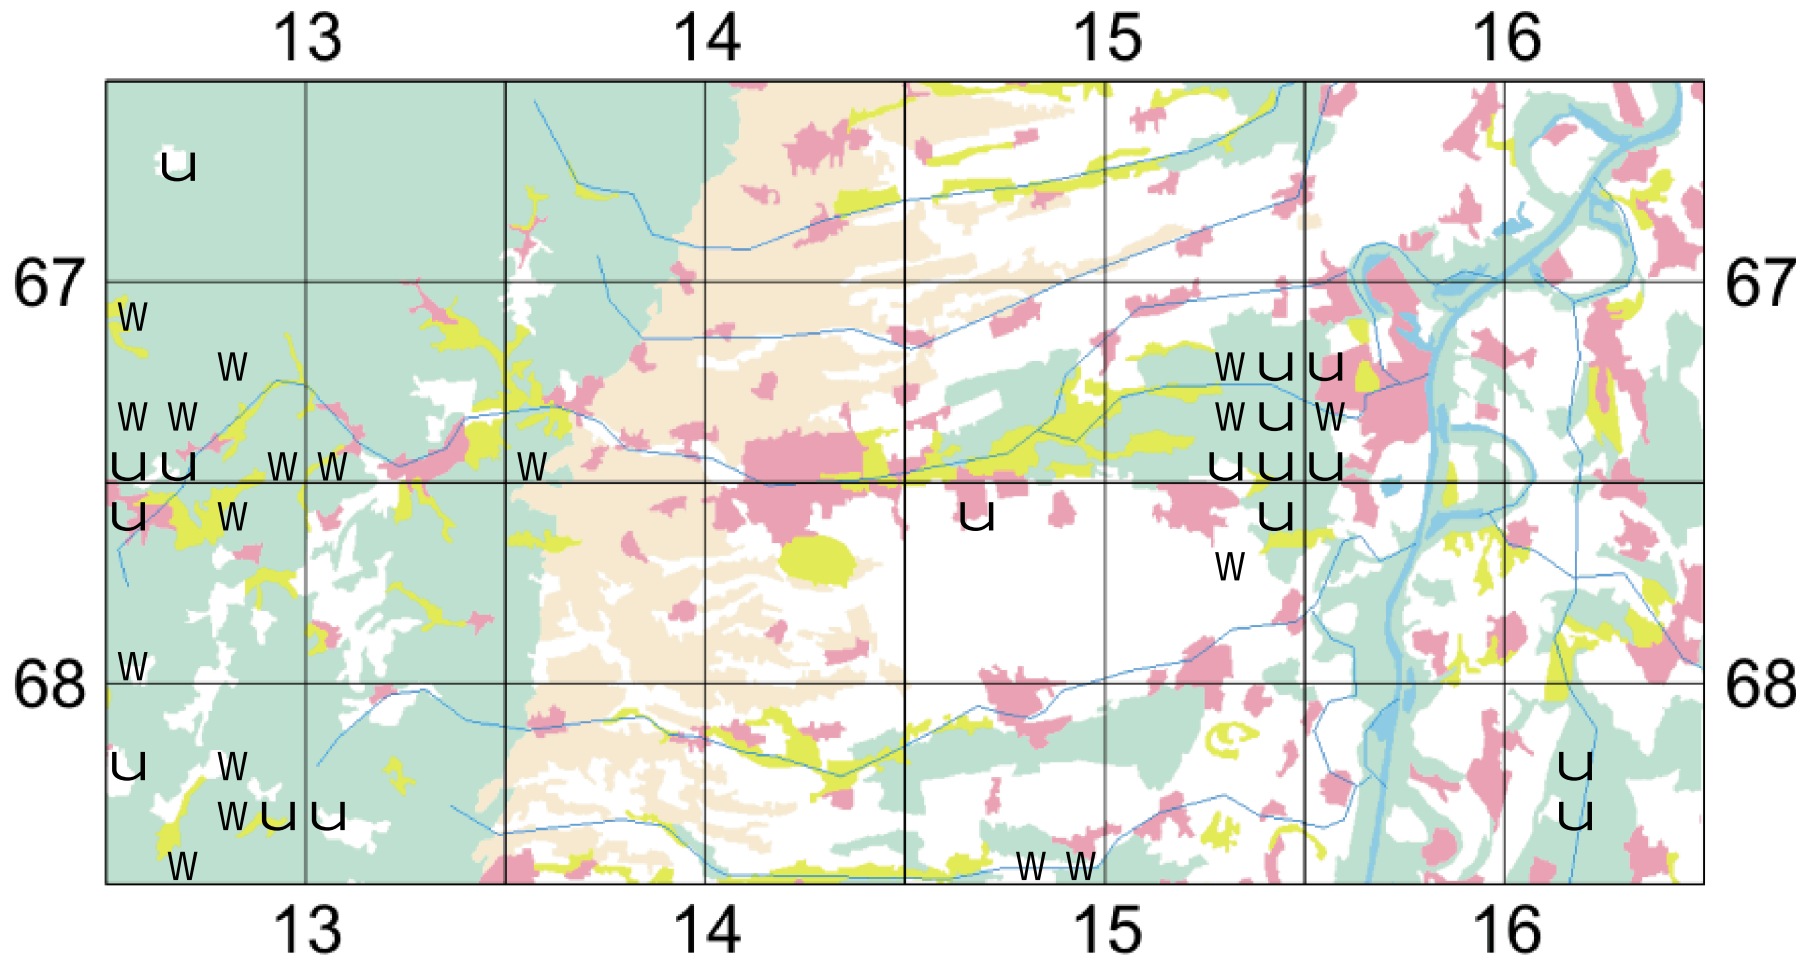 13 14 15 16
u
67 67
w
w w u u
w w w u w
u u w w w u u u
u w u u
w
w
68 68
u w u
w u u u
w w w
13 14 15 16